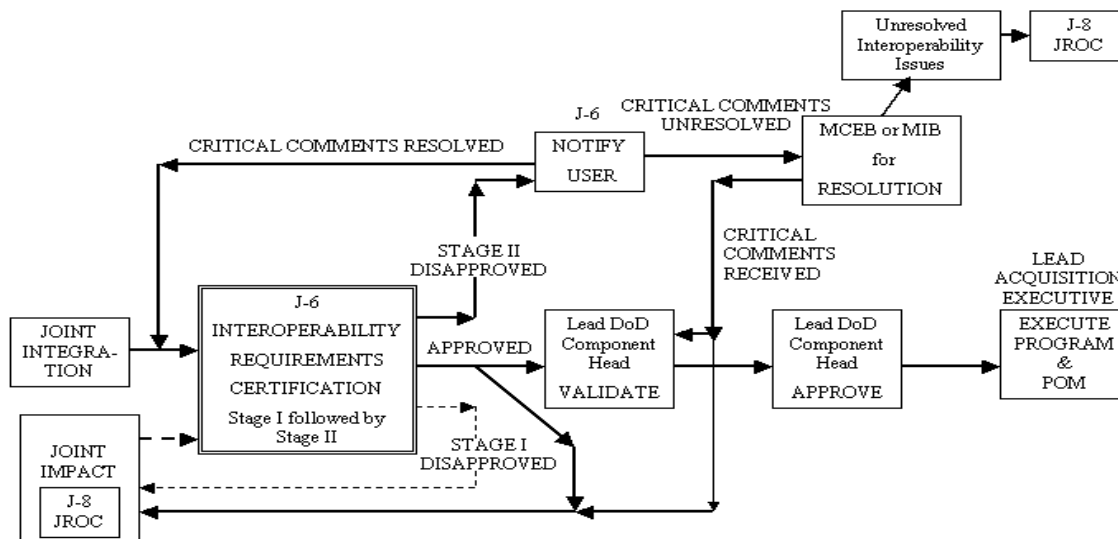 Unresolved
Interoperability
Issues
J-8
JROC
CRITICAL COMMENTS
UNRESOLVED
J-6
NOTIFY
USER
MCEB or MIB
for
RESOLUTION
CRITICAL COMMENTS RESOLVED
STAGE II
DISAPPROVED
CRITICAL
COMMENTS
RECEIVED
LEAD
ACQUISITION
EXECUTIVE
JOINT
INTEGRA-
TION
J-6
INTEROPERABILITY
REQUIREMENTS
CERTIFICATION
Stage I followed by
Stage II
APPROVED
Lead DoD
Component
Head
VALIDATE
Lead DoD
Component
Head
APPROVE
EXECUTE
PROGRAM
&
POM
STAGE I
DISAPPROVED
JOINT
IMPACT
J-8
JROC